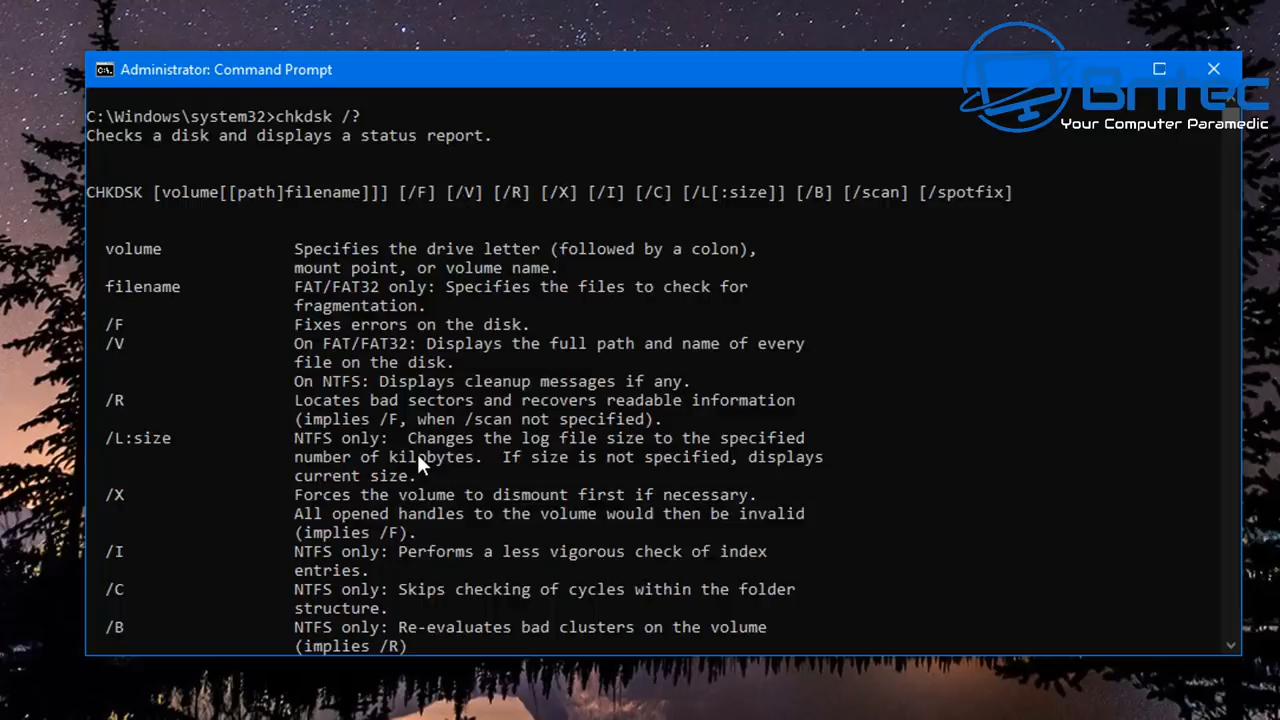 Administrator: Command Prompt
Britec
Your Computer Paramedic
C:\Windows\system32>chkdsk /?
Checks a disk and displays a status report.
CHKDSK [volume[[path]filename]]] [/F] [/V] [/R] [/X] [/I] [/C] [/L[:size]] [/B] [/scan] [/spotfix]
volume Specifies the drive letter (followed by a colon),
mount point, or volume name.
filename FAT/FAT32 only: Specifies the files to check for
fragmentation.
/F Fixes errors on the disk.
/V On FAT/FAT32: Displays the full path and name of every
file on the disk.
On NTFS: Displays cleanup messages if any.
/R Locates bad sectors and recovers readable information
(implies /F, when /scan not specified).
/L:size NTFS only:  Changes the log file size to the specified
number of kilobytes.  If size is not specified, displays
current size.
/X Forces the volume to dismount first if necessary.
All opened handles to the volume would then be invalid
(implies /F).
/I NTFS only: Performs a less vigorous check of index
entries.
/C NTFS only: Skips checking of cycles within the folder
structure.
/B NTFS only: Re-evaluates bad clusters on the volume
(implies /R)